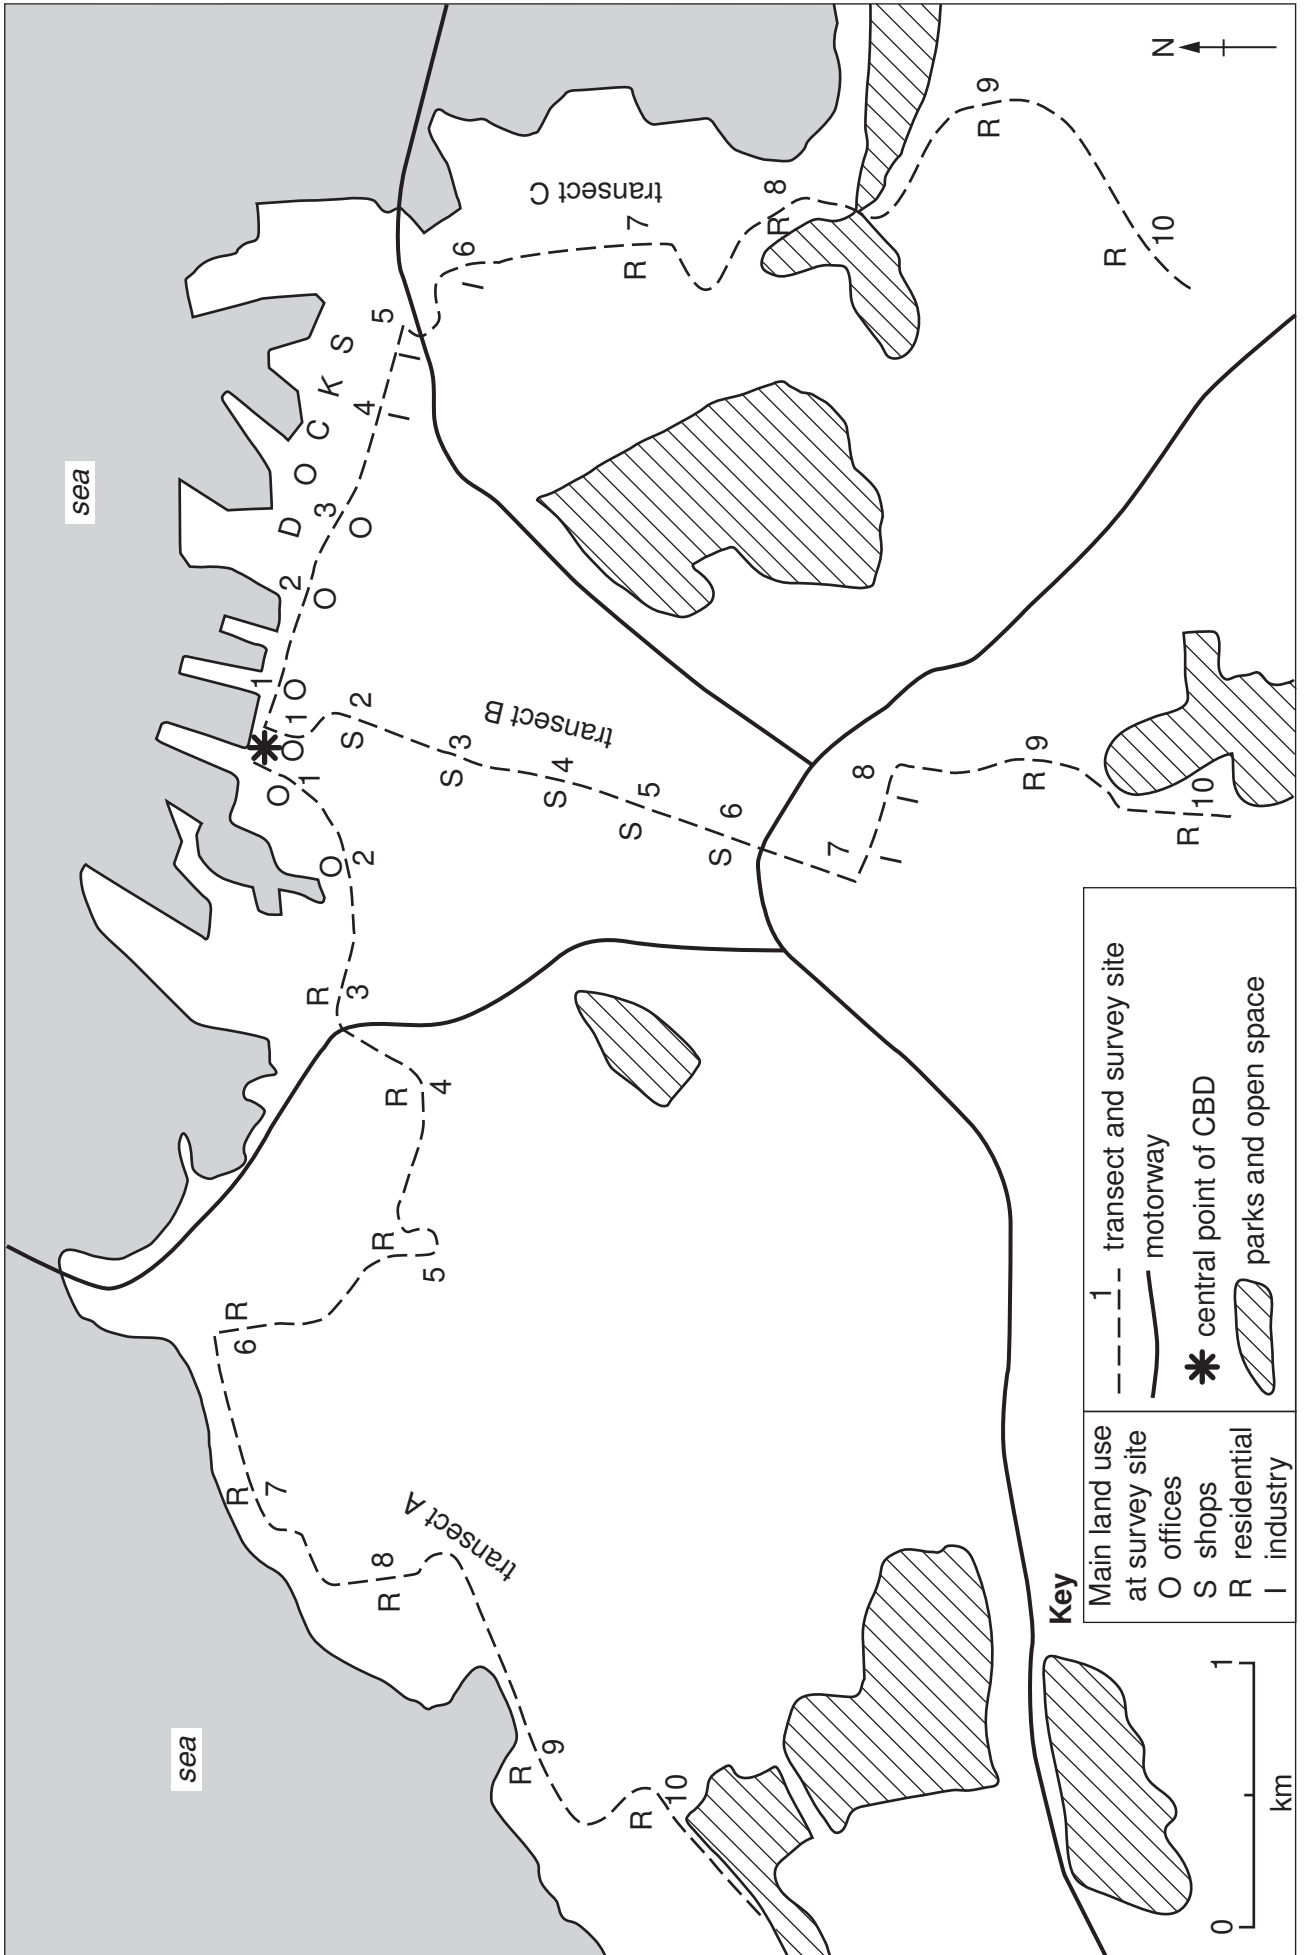 sea
sea
N
DOCKS
transect A
O 1
O 2
R 3
R 4
R 5
R 6
R 7
R 8
R 9
R 10
transect B
O 1
S 2
S 3
S 4
S 5
S 6
I 7
I 8
R 9
R 10
transect C
O 1
O 2
O 3
I 4
I 5
I 6
R 7
R 8
R 9
R 10
0 1
km
Key
Main land use
at survey site
O offices
S shops
R residential
I industry
1 transect and survey site
motorway
central point of CBD
parks and open space